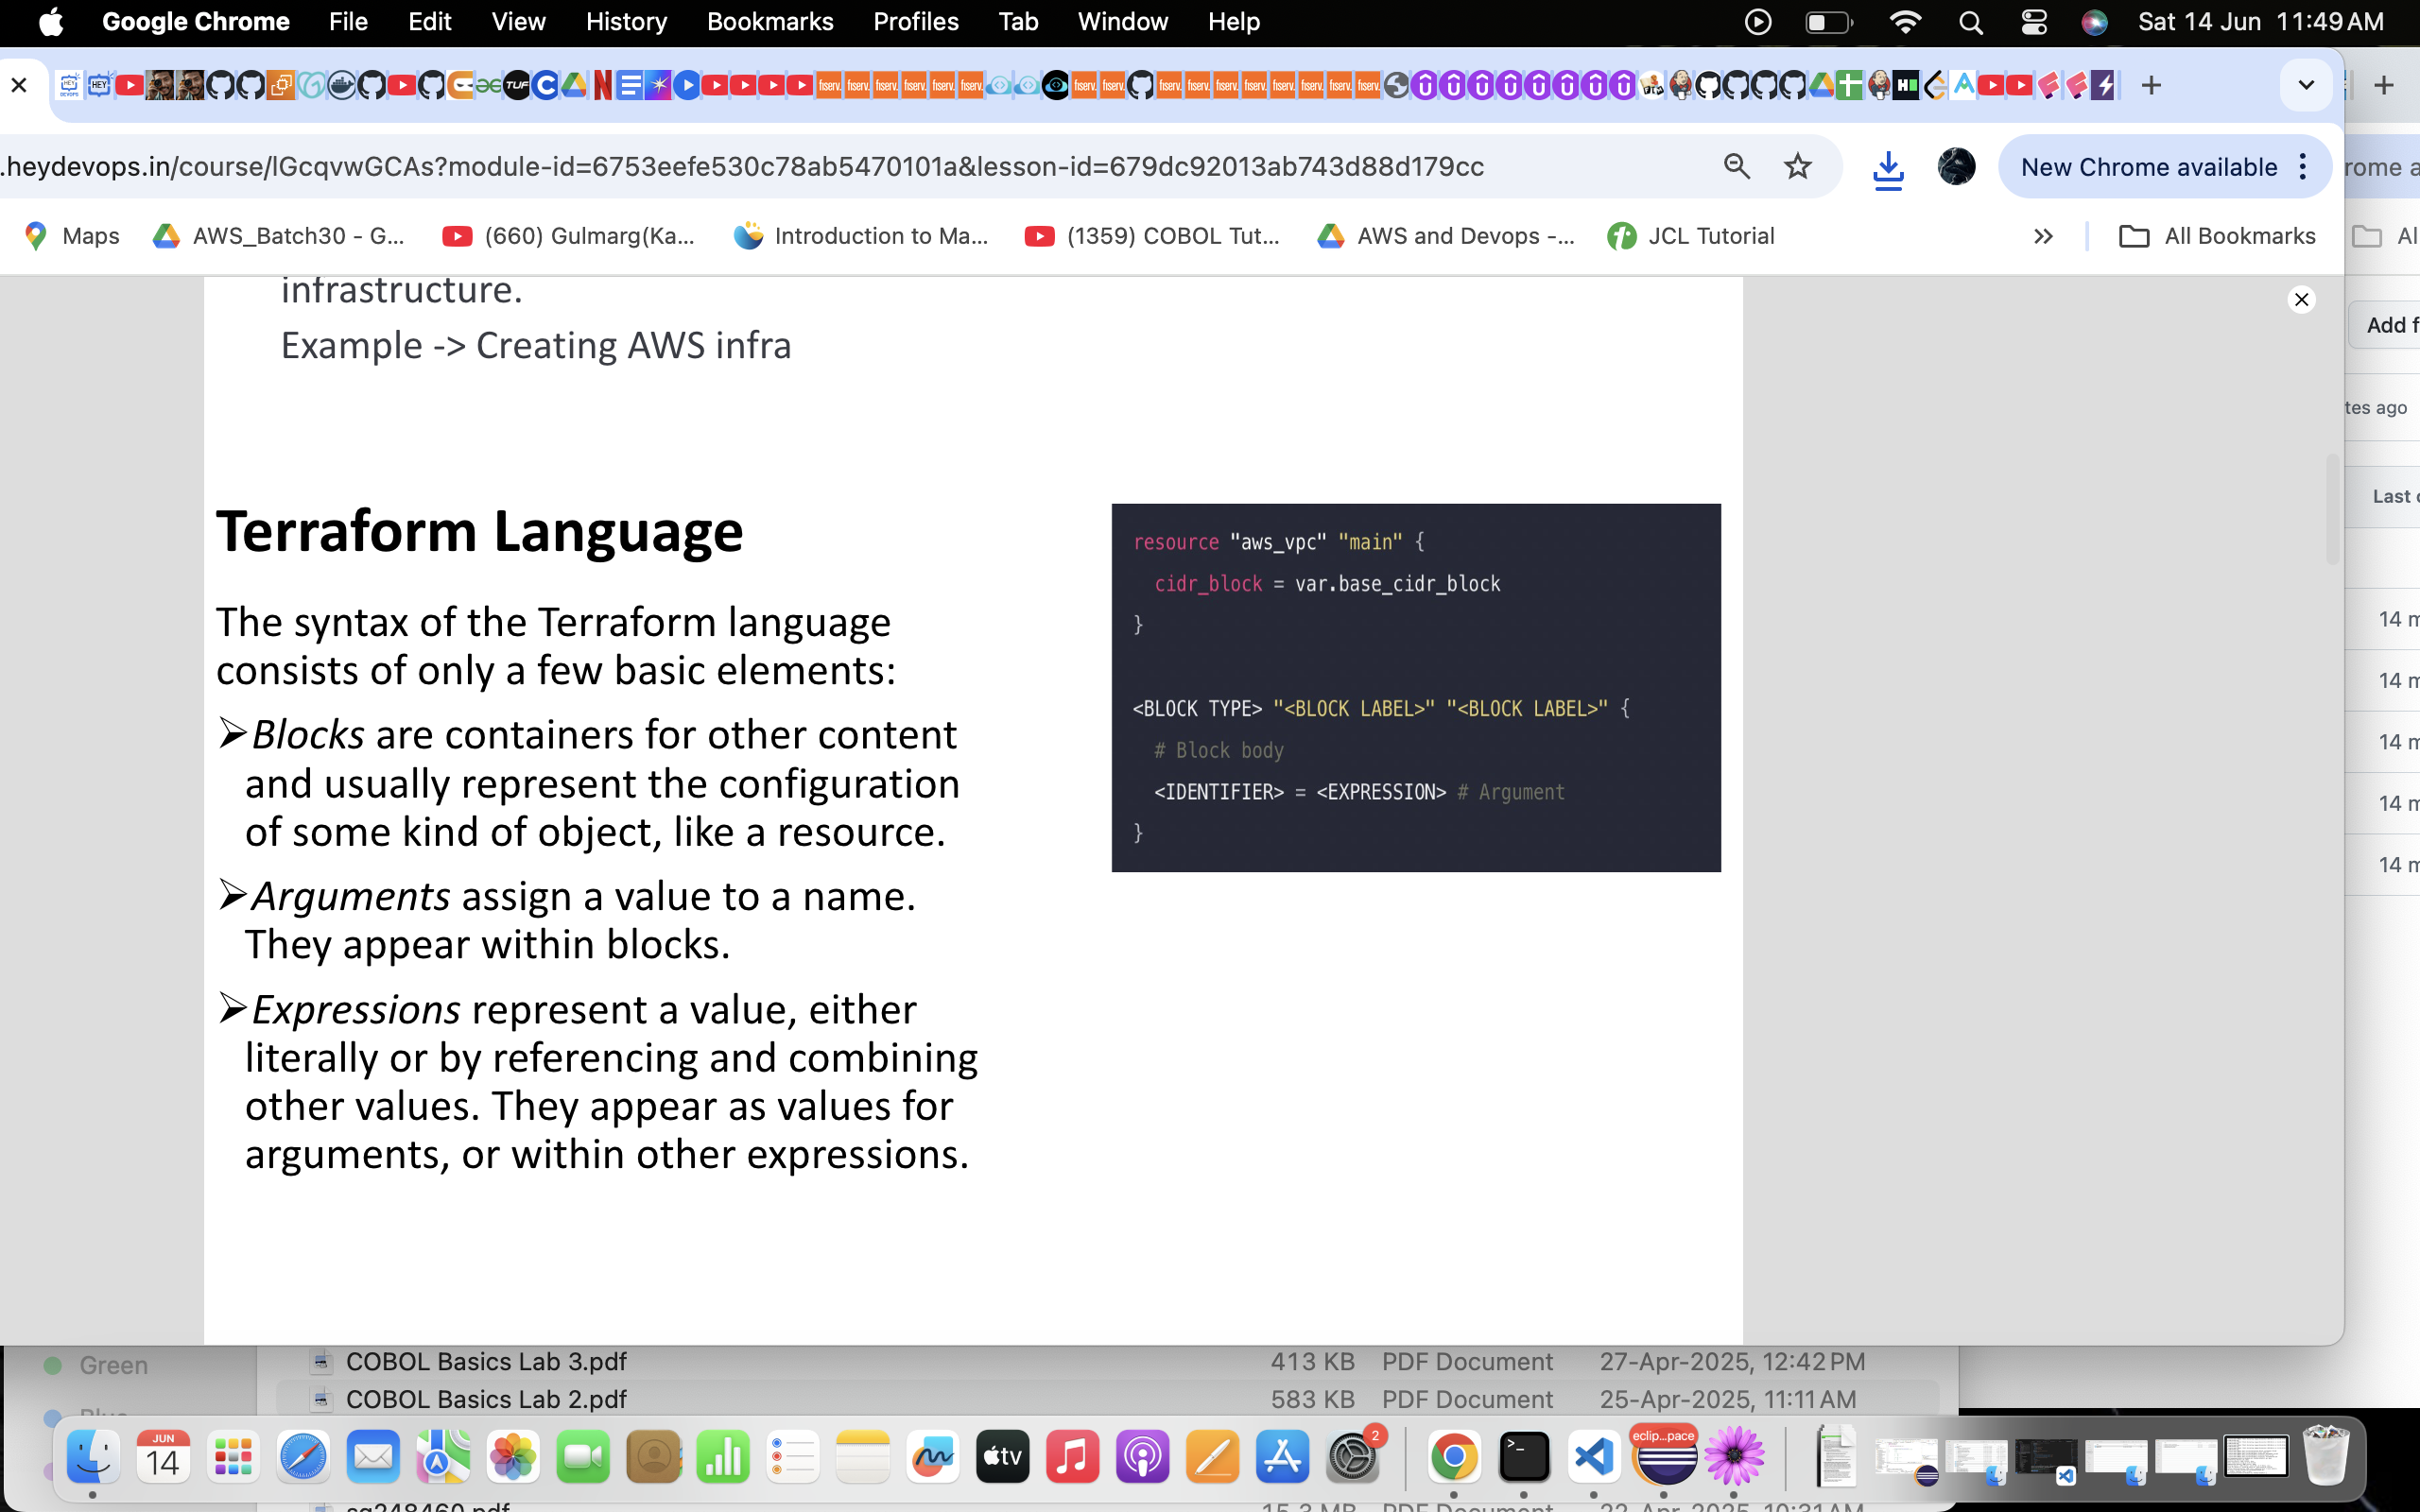 Google Chrome File Edit View History Bookmarks Profiles Tab Window Help Sat 14 Jun 11:49 AM
.heydevops.in/course/lGcqvwGCAs?module-id=6753eefe530c78ab5470101a&lesson-id=679dc92013ab743d88d179cc
New Chrome available
Maps AWS_Batch30 - G... (660) Gulmarg(Ka... Introduction to Ma... (1359) COBOL Tut... AWS and Devops -... JCL Tutorial » All Bookmarks
infrastructure.
Example -> Creating AWS infra
Terraform Language
The syntax of the Terraform language
consists of only a few basic elements:
➢Blocks are containers for other content
and usually represent the configuration
of some kind of object, like a resource.
➢Arguments assign a value to a name.
They appear within blocks.
➢Expressions represent a value, either
literally or by referencing and combining
other values. They appear as values for
arguments, or within other expressions.
resource "aws_vpc" "main" {
cidr_block = var.base_cidr_block
}
<BLOCK TYPE> "<BLOCK LABEL>" "<BLOCK LABEL>" {
# Block body
<IDENTIFIER> = <EXPRESSION> # Argument
}
Add f
tes ago
Last
14 m
14 m
14 m
14 m
14 m
Green
COBOL Basics Lab 3.pdf 413 KB PDF Document 27-Apr-2025, 12:42 PM
COBOL Basics Lab 2.pdf 583 KB PDF Document 25-Apr-2025, 11:11 AM
JUN
14
tv
2
eclip...pace